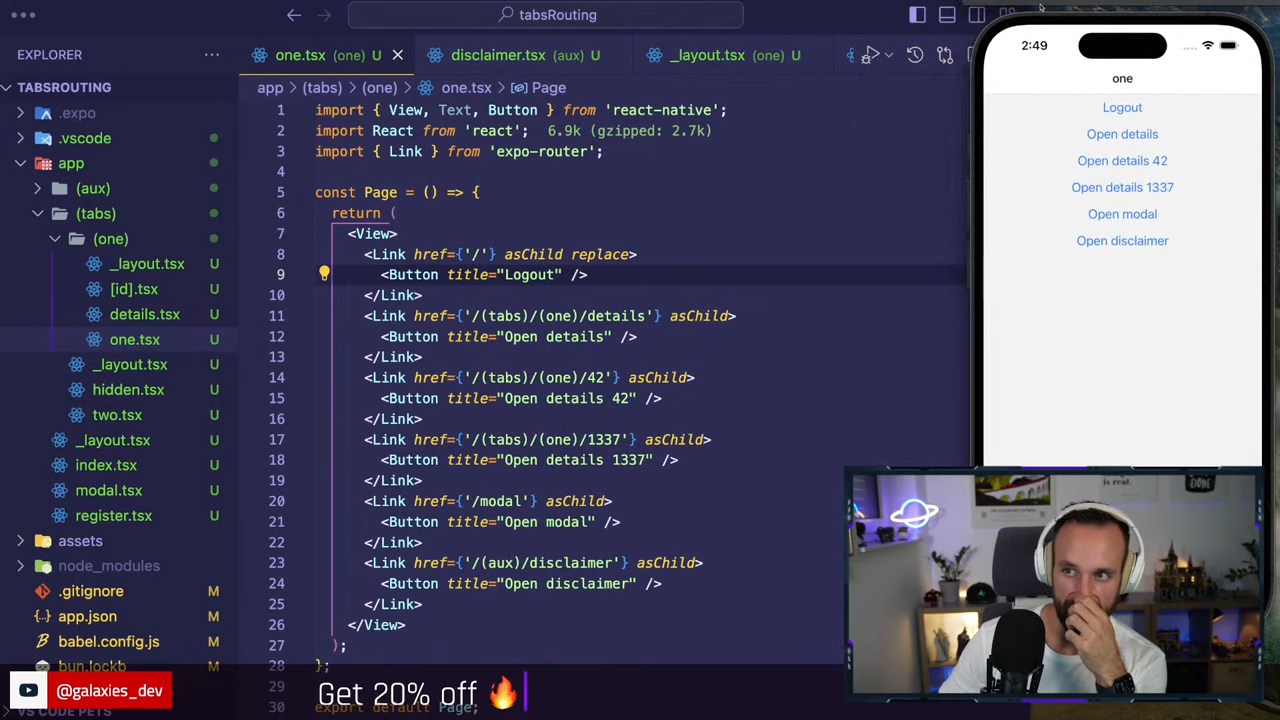 tabsRouting
EXPLORER
one.tsx (one) U
disclaimer.tsx (aux) U
_layout.tsx (one) U
TABSROUTING
app > (tabs) > (one) > one.tsx > Page
.expo
.vscode
app
(aux)
(tabs)
(one)
_layout.tsx U
[id].tsx U
details.tsx U
one.tsx U
_layout.tsx U
hidden.tsx U
two.tsx U
_layout.tsx U
index.tsx U
modal.tsx U
register.tsx U
assets
node_modules
.gitignore M
app.json M
babel.config.js M
bun.lockb M
VS CODE PETS
1 import { View, Text, Button } from 'react-native';
2 import React from 'react'; 6.9k (gzipped: 2.7k)
3 import { Link } from 'expo-router';
4
5 const Page = () => {
6 return (
7 <View>
8 <Link href={'/'} asChild replace>
9 <Button title="Logout" />
10 </Link>
11 <Link href={'/(tabs)/(one)/details'} asChild>
12 <Button title="Open details" />
13 </Link>
14 <Link href={'/(tabs)/(one)/42'} asChild>
15 <Button title="Open details 42" />
16 </Link>
17 <Link href={'/(tabs)/(one)/1337'} asChild>
18 <Button title="Open details 1337" />
19 </Link>
20 <Link href={'/modal'} asChild>
21 <Button title="Open modal" />
22 </Link>
23 <Link href={'/(aux)/disclaimer'} asChild>
24 <Button title="Open disclaimer" />
25 </Link>
26 </View>
27 );
28 };
29
30 export default Page;
2:49
one
Logout
Open details
Open details 42
Open details 1337
Open modal
Open disclaimer
is real.
@galaxies_dev
Get 20% off